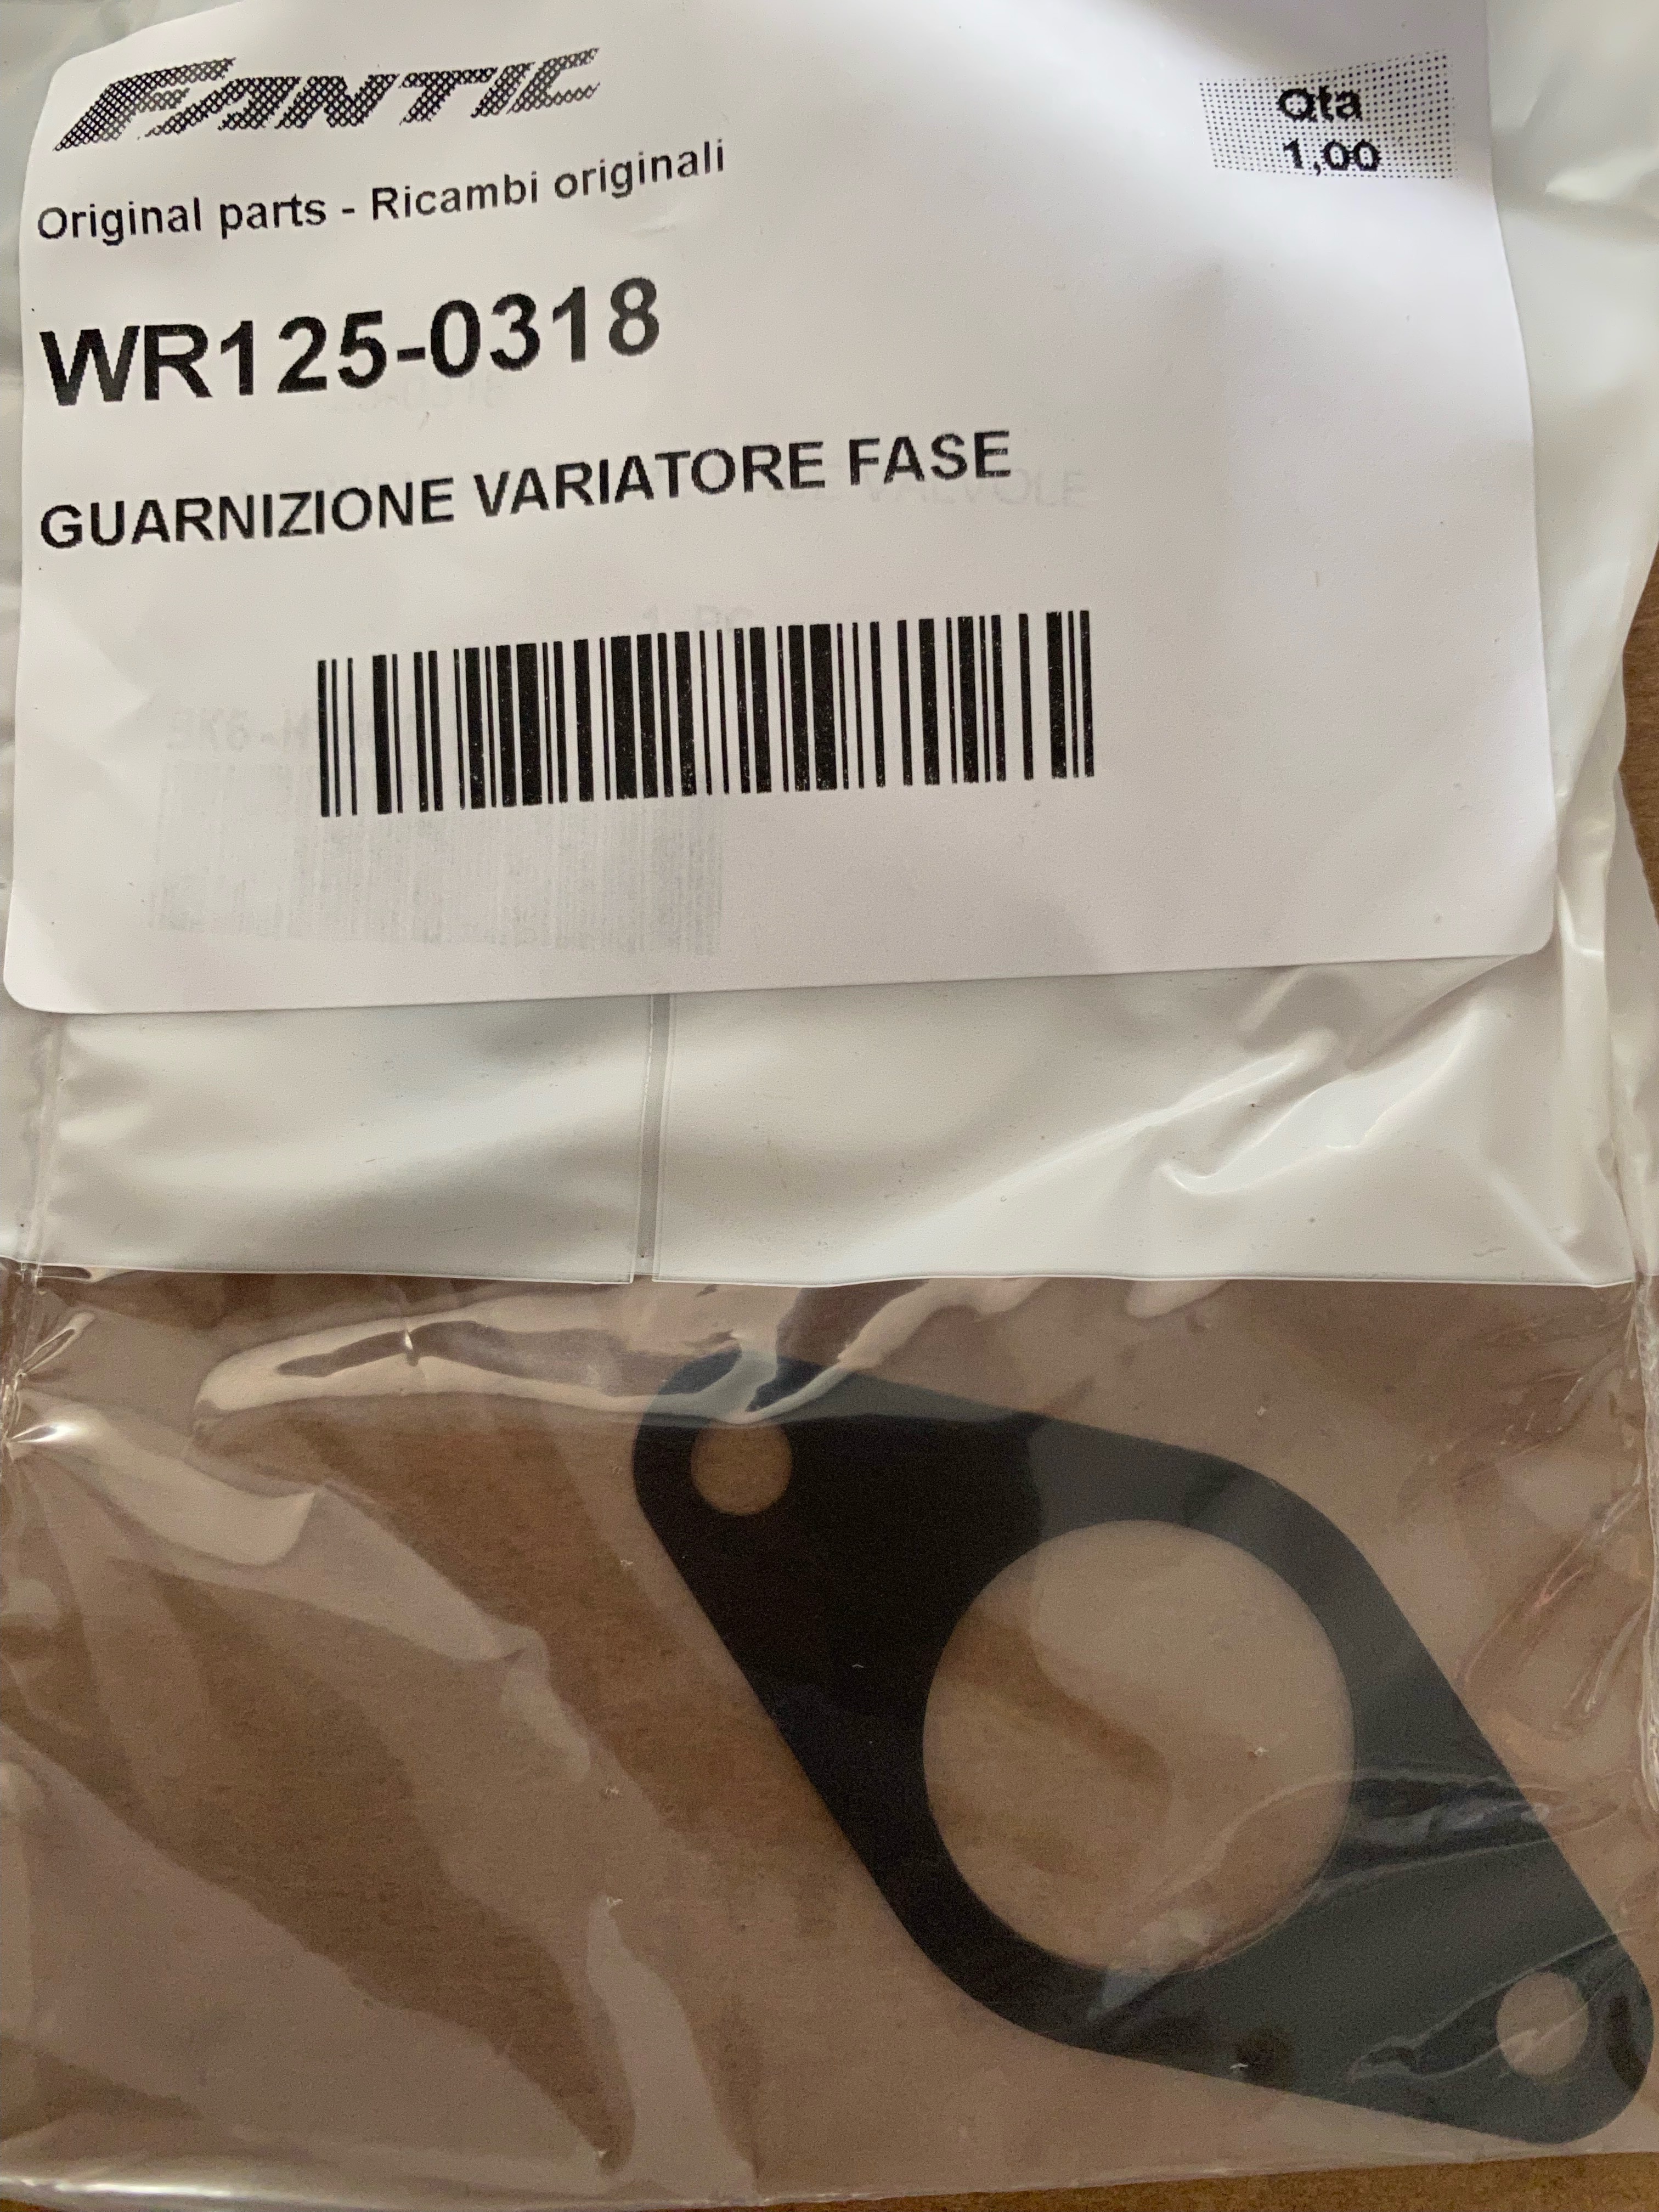 FANTIC
Qta
1,00
Original parts - Ricambi originali
WR125-0318
GUARNIZIONE VARIATORE FASE